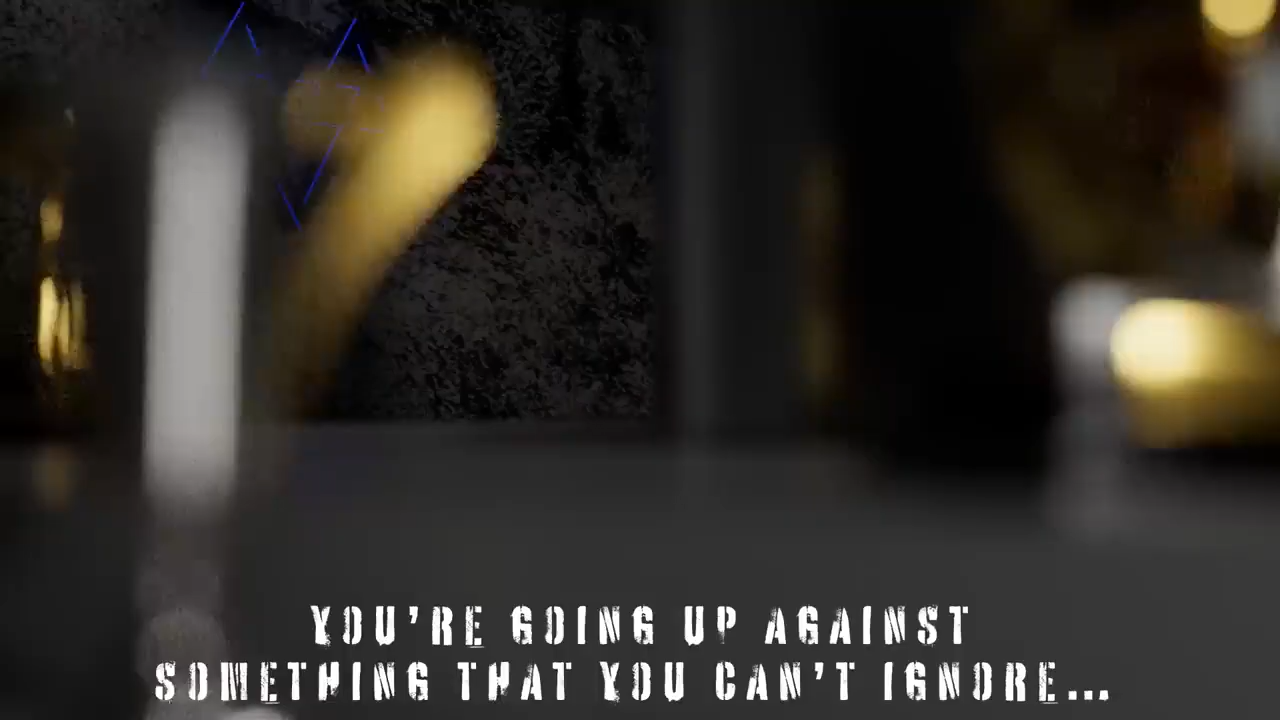 YOU'RE GOING UP AGAINST
SOMETHING THAT YOU CAN'T IGNORE...